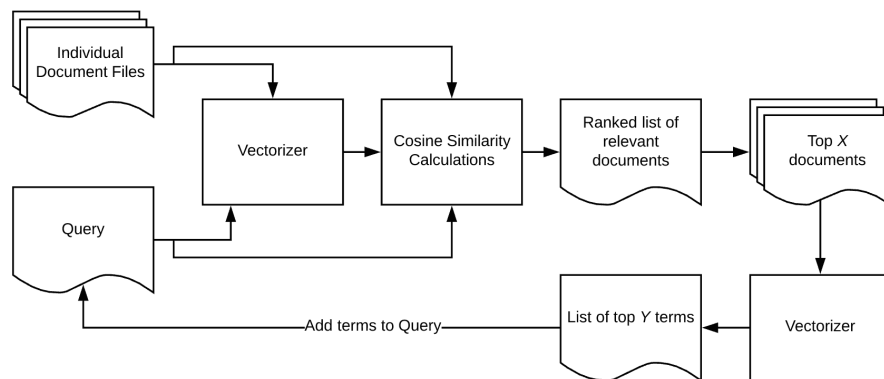 Individual
Document Files
Vectorizer
Cosine Similarity
Calculations
Ranked list of
relevant
documents
Top X
documents
Query
Add terms to Query
List of top Y terms
Vectorizer